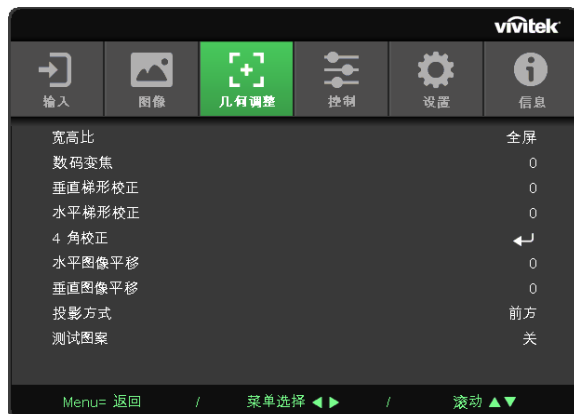 vivitek
输入 图像 几何调整 控制 设置 信息
宽高比 全屏
数码变焦 0
垂直梯形校正 0
水平梯形校正 0
4 角校正
水平图像平移 0
垂直图像平移 0
投影方式 前方
测试图案 关
Menu= 返回 / 菜单选择 ◀ ▶ / 滚动 ▲▼